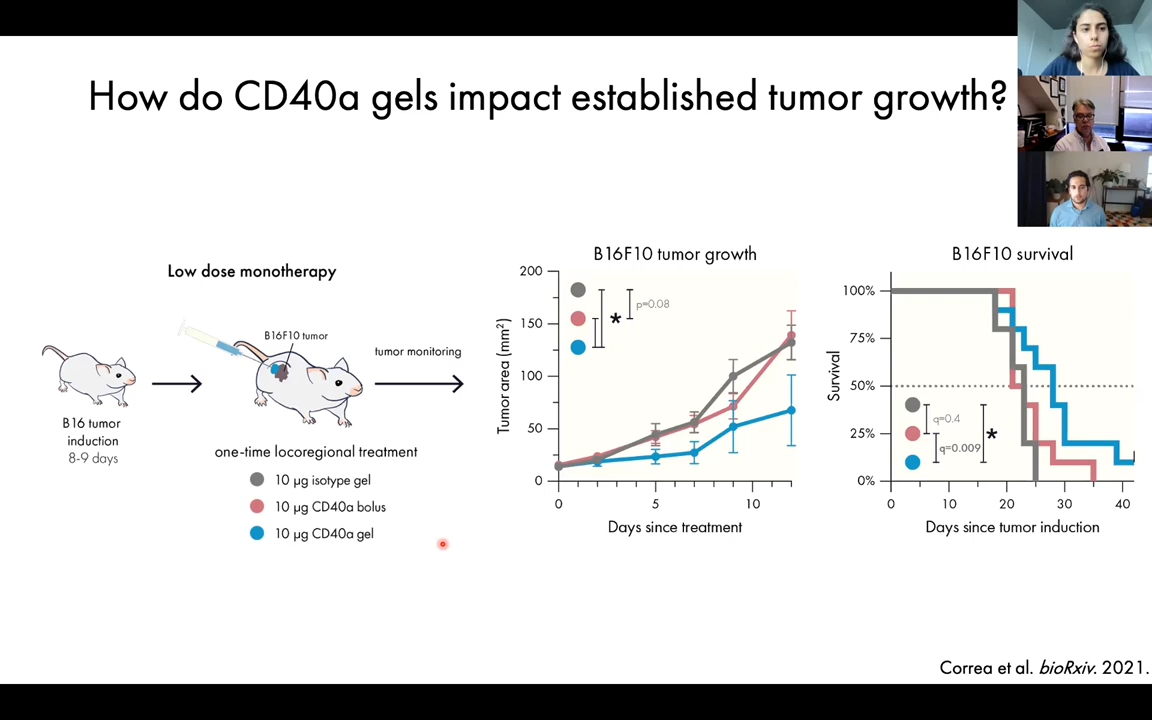 How do CD40a gels impact established tumor growth?
Low dose monotherapy
B16F10 tumor
tumor monitoring
B16 tumor
induction
8-9 days
one-time locoregional treatment
10 µg isotype gel
10 µg CD40a bolus
10 µg CD40a gel
B16F10 tumor growth
200
150
100
50
0
Tumor area (mm²)
*
p=0.08
0
5
10
Days since treatment
B16F10 survival
100%
75%
50%
25%
0%
Survival
q=0.4
q=0.009
*
0
10
20
30
40
Days since tumor induction
Correa et al. bioRxiv. 2021.